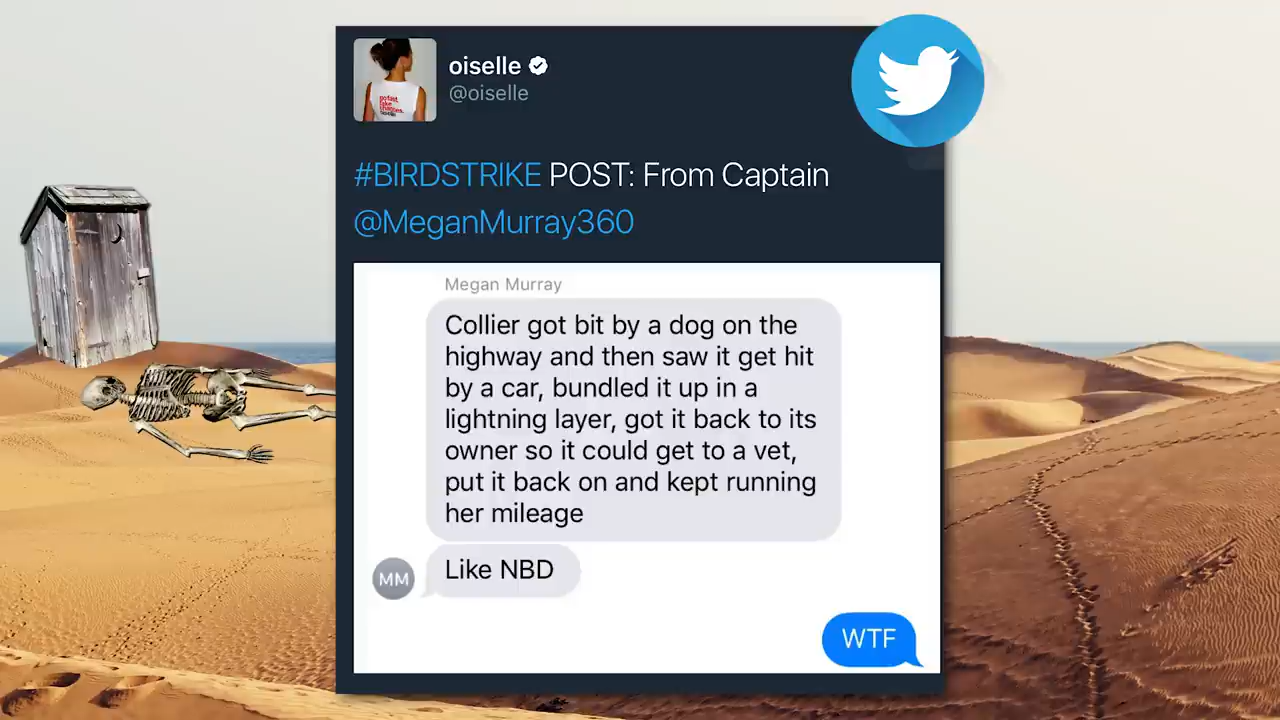 oiselle
@oiselle
#BIRDSTRIKE POST: From Captain
@MeganMurray360
Megan Murray
Collier got bit by a dog on the
highway and then saw it get hit
by a car, bundled it up in a
lightning layer, got it back to its
owner so it could get to a vet,
put it back on and kept running
her mileage
MM
Like NBD
WTF